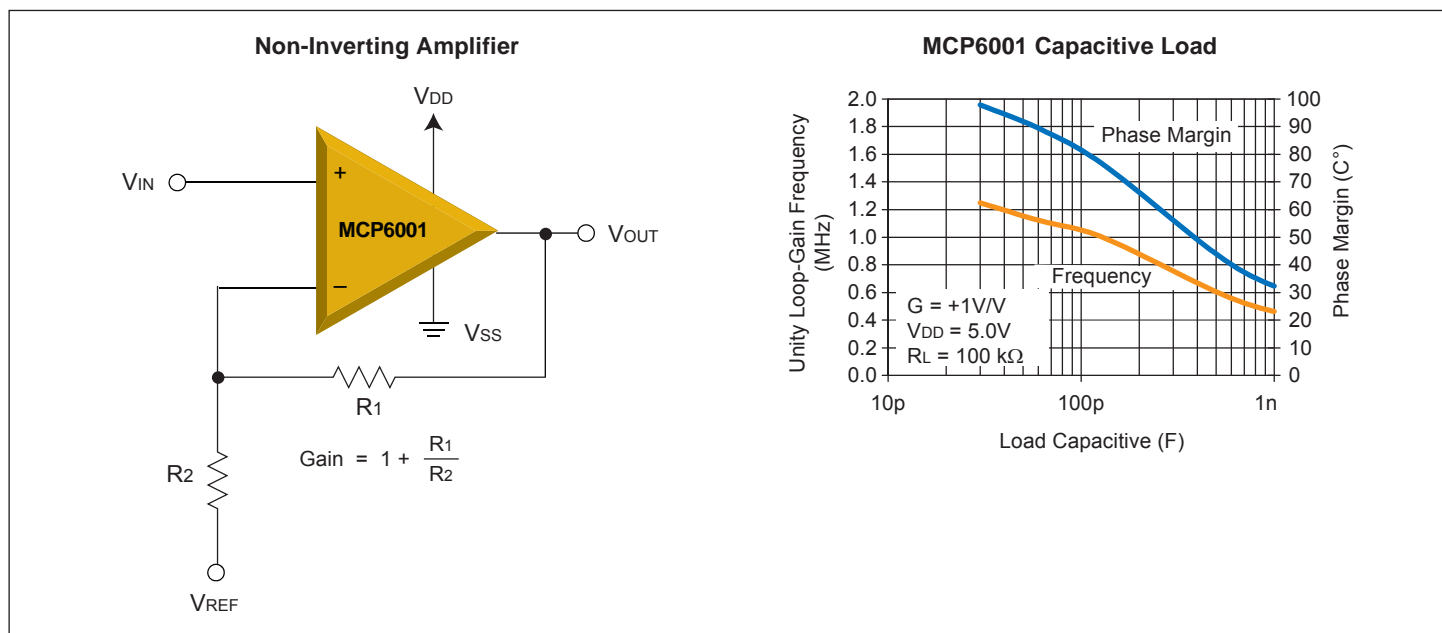 Non-Inverting Amplifier
VDD
VIN
+
MCP6001
–
VOUT
VSS
R1
R2
Gain = 1 + R1
R2
VREF
MCP6001 Capacitive Load
Unity Loop-Gain Frequency
(MHz)
2.0
1.8
1.6
1.4
1.2
1.0
0.8
0.6
0.4
0.2
0.0
Phase Margin
Frequency
G = +1V/V
VDD = 5.0V
RL = 100 kΩ
100
90
80
70
60
50
40
30
20
10
0
Phase Margin (C°)
10p 100p 1n
Load Capacitive (F)